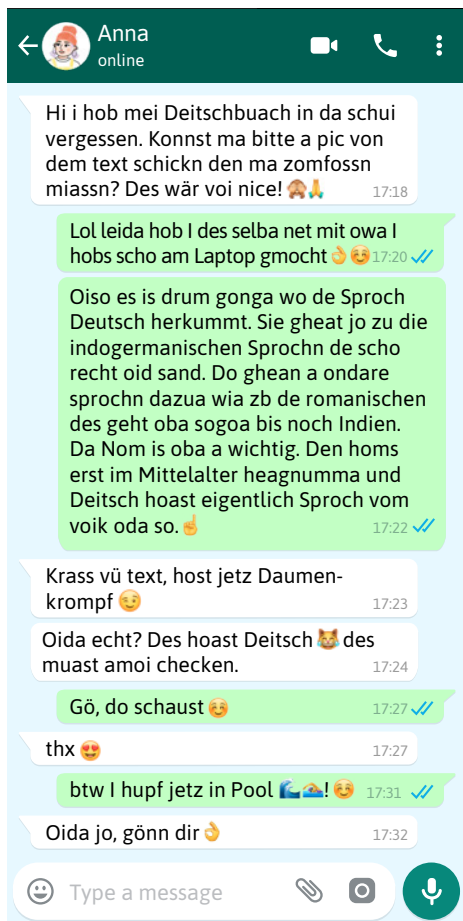 Anna
online
Hi i hob mei Deitschbuach in da schui
vergessen. Konnst ma bitte a pic von
dem text schickn den ma zomfossn
miassn? Des wär voi nice! 🙈🙏 17:18
Lol leida hob I des selba net mit owa I
hobs scho am Laptop gmocht👌☺️ 17:20
Oiso es is drum gonga wo de Sproch
Deutsch herkummt. Sie gheat jo zu die
indogermanischen Sprochn de scho
recht oid sand. Do ghean a ondare
sprochn dazua wia zb de romanischen
des geht oba sogoa bis noch Indien.
Da Nom is oba a wichtig. Den homs
erst im Mittelalter heagnumma und
Deitsch hoast eigentlich Sproch vom
voik oda so.☝️ 17:22
Krass vü text, host jetz Daumen-
krompf 😉 17:23
Oida echt? Des hoast Deitsch 😹 des
muast amoi checken. 17:24
Gö, do schaust ☺️ 17:27
thx 😍 17:27
btw I hupf jetz in Pool 🌊🏊! ☺️ 17:31
Oida jo, gönn dir👌 17:32
Type a message